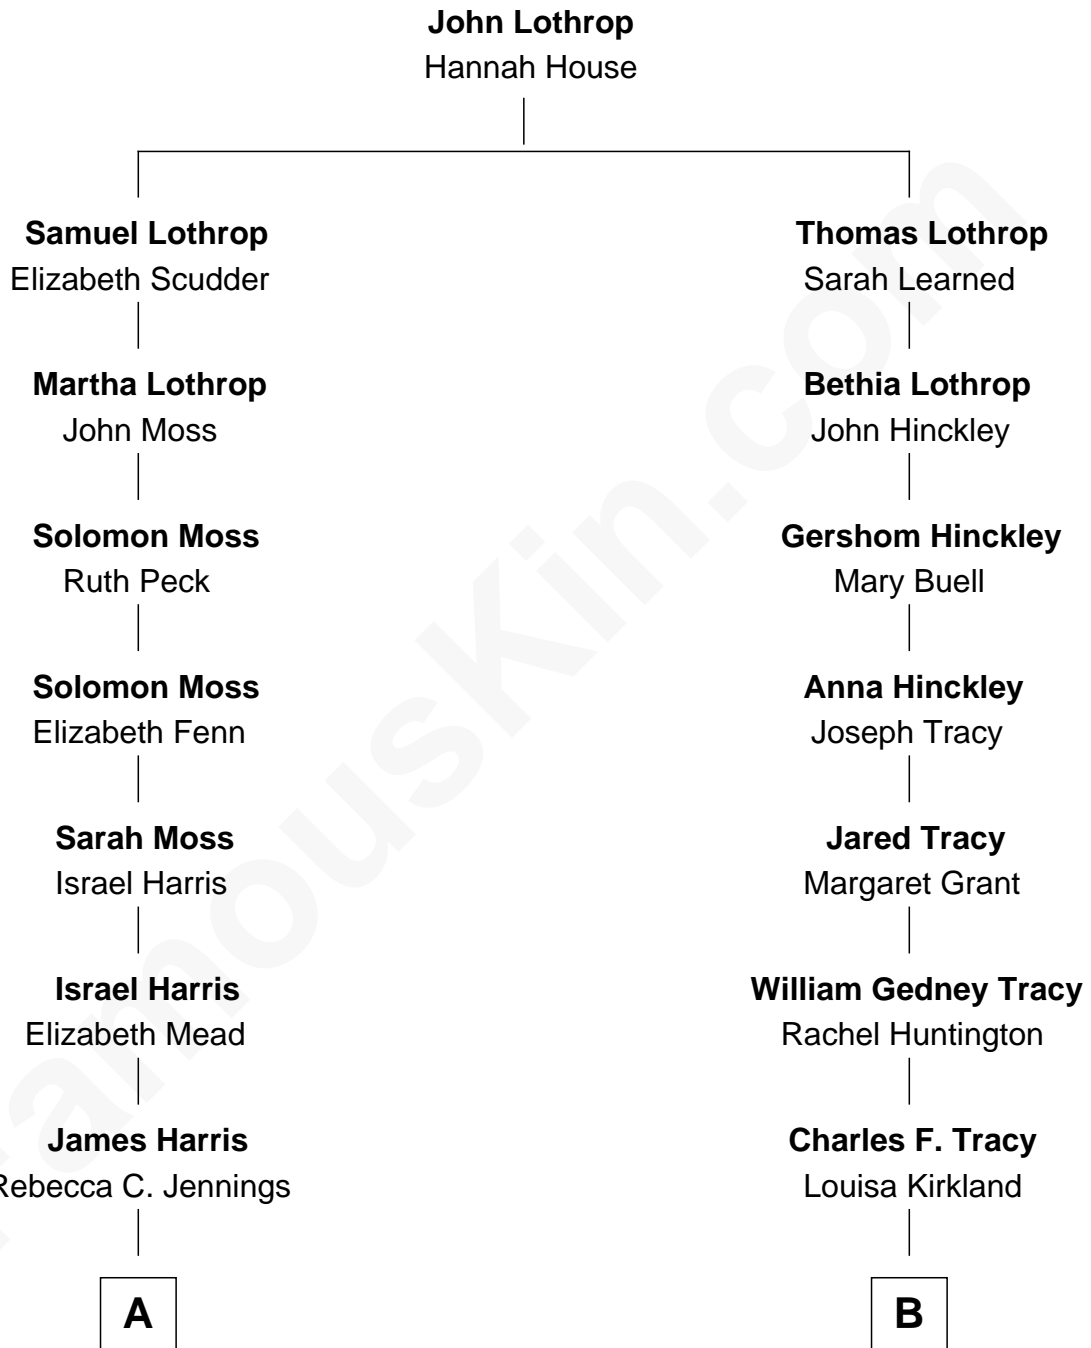 John Lothrop
Hannah House
Samuel Lothrop
Elizabeth Scudder
Thomas Lothrop
Sarah Learned
Martha Lothrop
John Moss
Bethia Lothrop
John Hinckley
Solomon Moss
Ruth Peck
Gershom Hinckley
Mary Buell
Solomon Moss
Elizabeth Fenn
Anna Hinckley
Joseph Tracy
Sarah Moss
Israel Harris
Jared Tracy
Margaret Grant
Israel Harris
Elizabeth Mead
William Gedney Tracy
Rachel Huntington
James Harris
Rebecca C. Jennings
Charles F. Tracy
Louisa Kirkland
A
B
FamousKin.com